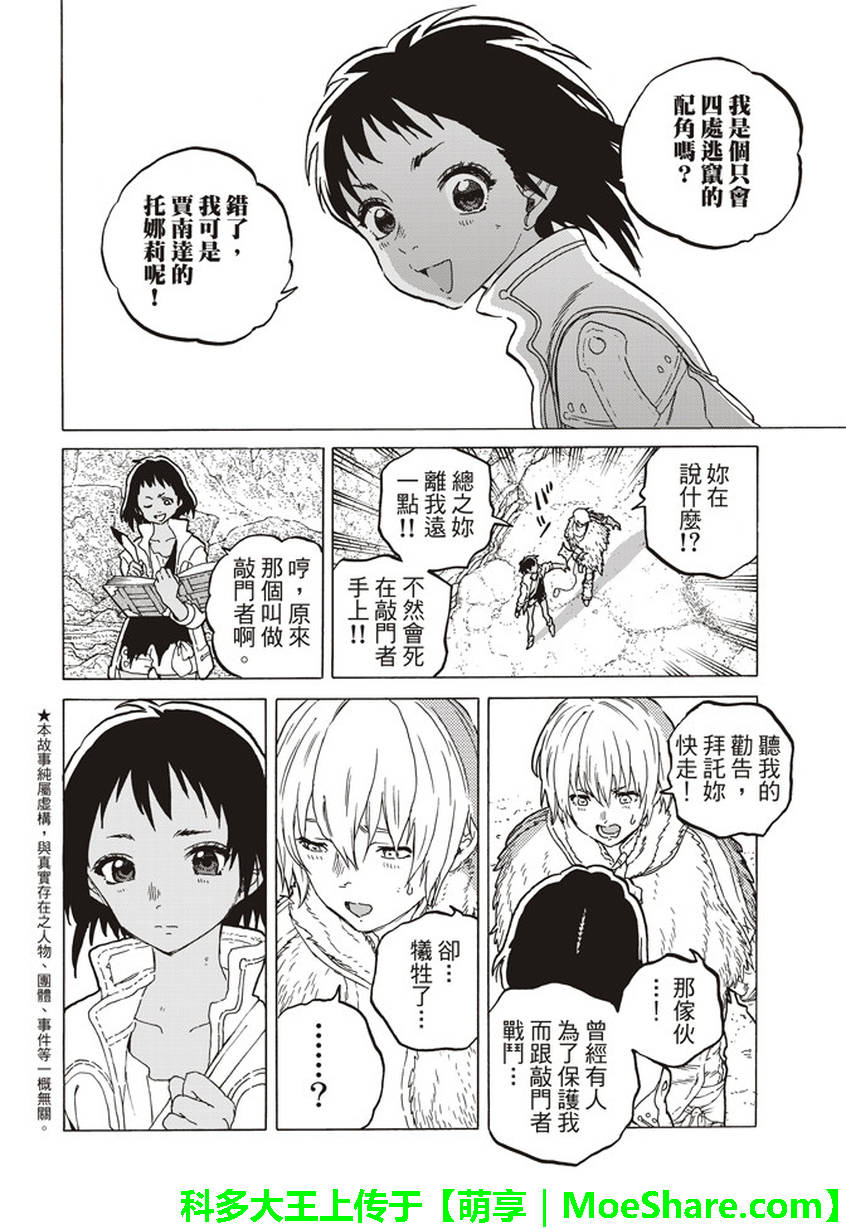 我是個只會
四處逃竄的
配角嗎？
錯了，
我可是
賈南達的
托娜莉呢！
妳在
說什麼!?
總之妳
離我遠
一點!!
不然會死
在敲門者
手上!!
哼，原來
那個叫做
敲門者啊。
聽我的
勸告，
拜託妳
快走！
那傢伙
…！
曾經有人
為了保護我
而跟敲門者
戰鬥…
卻…
犧牲了…
……？
★本故事純屬虛構，與真實存在之人物、團體、事件等一概無關。
科多大王上传于【萌享｜MoeShare.com】